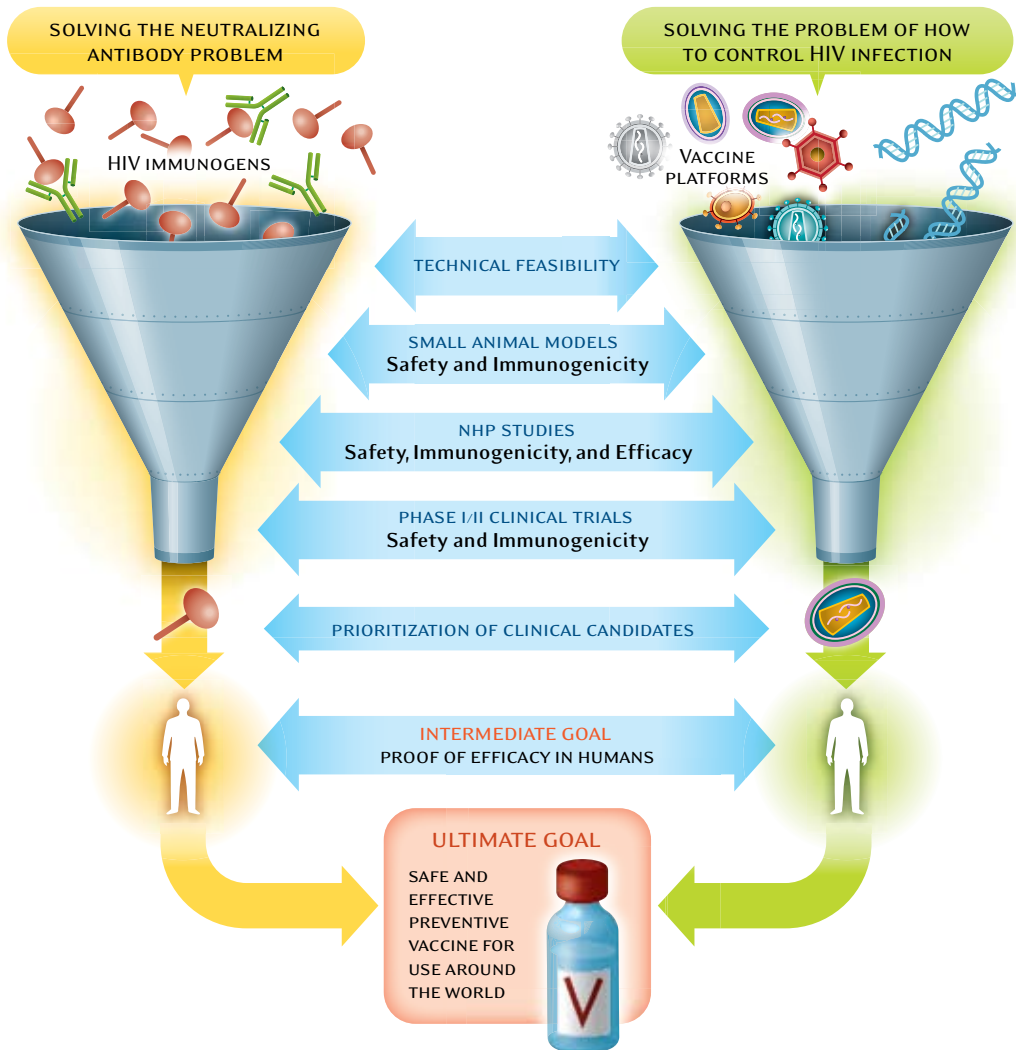 SOLVING THE NEUTRALIZING
ANTIBODY PROBLEM
SOLVING THE PROBLEM OF HOW
TO CONTROL HIV INFECTION
HIV IMMUNOGENS
VACCINE
PLATFORMS
TECHNICAL FEASIBILITY
SMALL ANIMAL MODELS
Safety and Immunogenicity
NHP STUDIES
Safety, Immunogenicity, and Efficacy
PHASE I/II CLINICAL TRIALS
Safety and Immunogenicity
PRIORITIZATION OF CLINICAL CANDIDATES
INTERMEDIATE GOAL
PROOF OF EFFICACY IN HUMANS
ULTIMATE GOAL
SAFE AND
EFFECTIVE
PREVENTIVE
VACCINE FOR
USE AROUND
THE WORLD
V